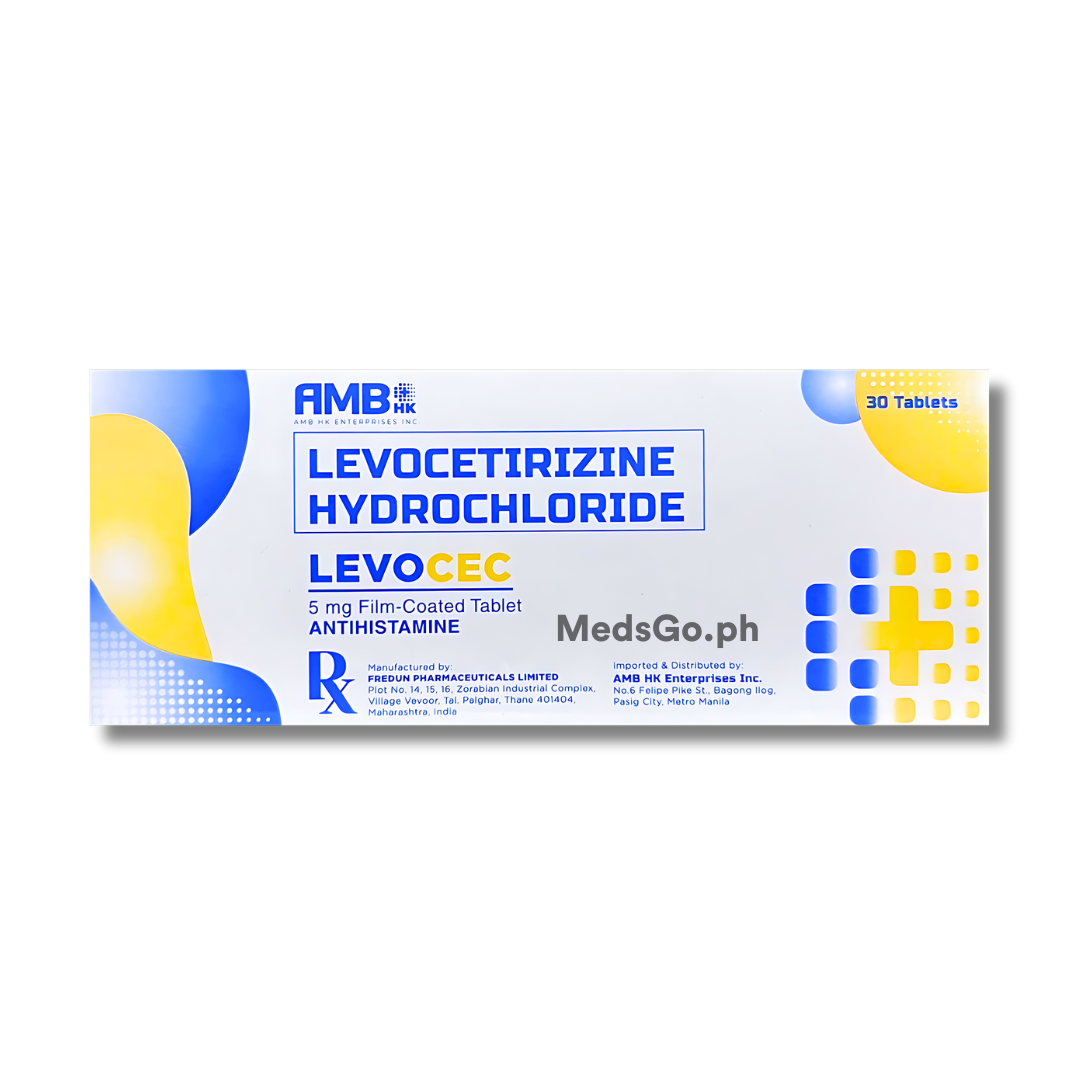 AMB HK
AMB HK ENTERPRISES INC
30 Tablets
LEVOCETIRIZINE
HYDROCHLORIDE
LEVOCEC
5 mg Film-Coated Tablet
ANTIHISTAMINE
MedsGo.ph
Rx
Manufactured by:
FREDUN PHARMACEUTICALS LIMITED
Plot No. 14, 15, 16, Zorabian Industrial Complex,
Village Vevoor, Tal. Palghar, Thane 401404,
Maharashtra, India
Imported & Distributed by:
AMB HK Enterprises Inc.
No.6 Felipe Pike St., Bagong Ilog,
Pasig City, Metro Manila